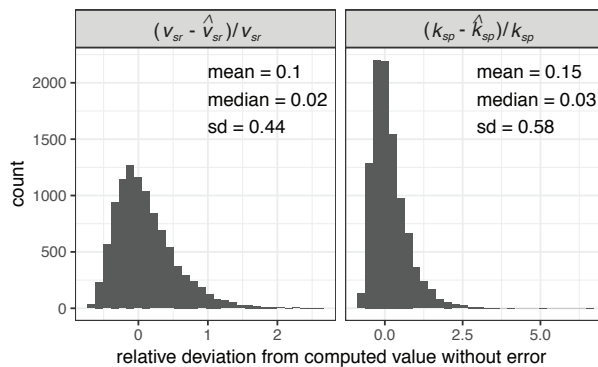 (v_sr - v̂_sr)/v_sr
(k_sp - k̂_sp)/k_sp
mean = 0.1
median = 0.02
sd = 0.44
mean = 0.15
median = 0.03
sd = 0.58
count
2000
1500
1000
500
0
0 1 2
0.0 2.5 5.0
relative deviation from computed value without error